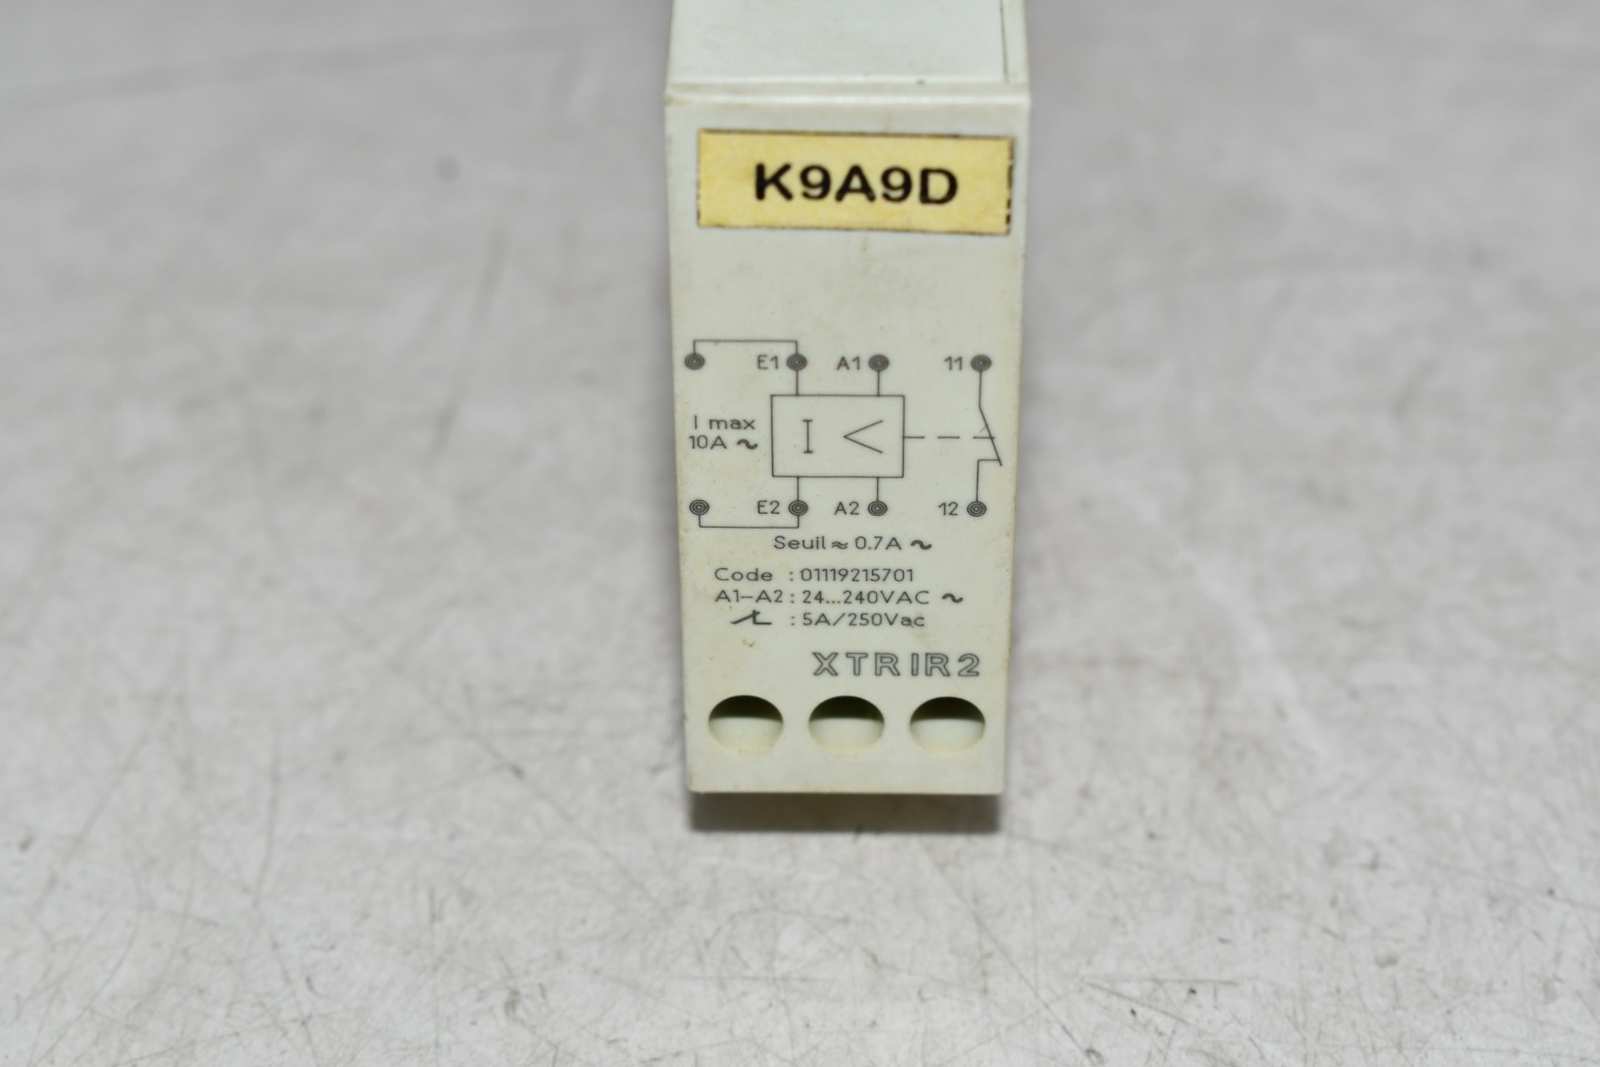 K9A9D
E1 A1 11
I max
10A ~ I <
E2 A2 12
Seuil ≈ 0.7A ~
Code : 01119215701
A1-A2 : 24...240VAC ~
: 5A/250Vac
XTRIR2